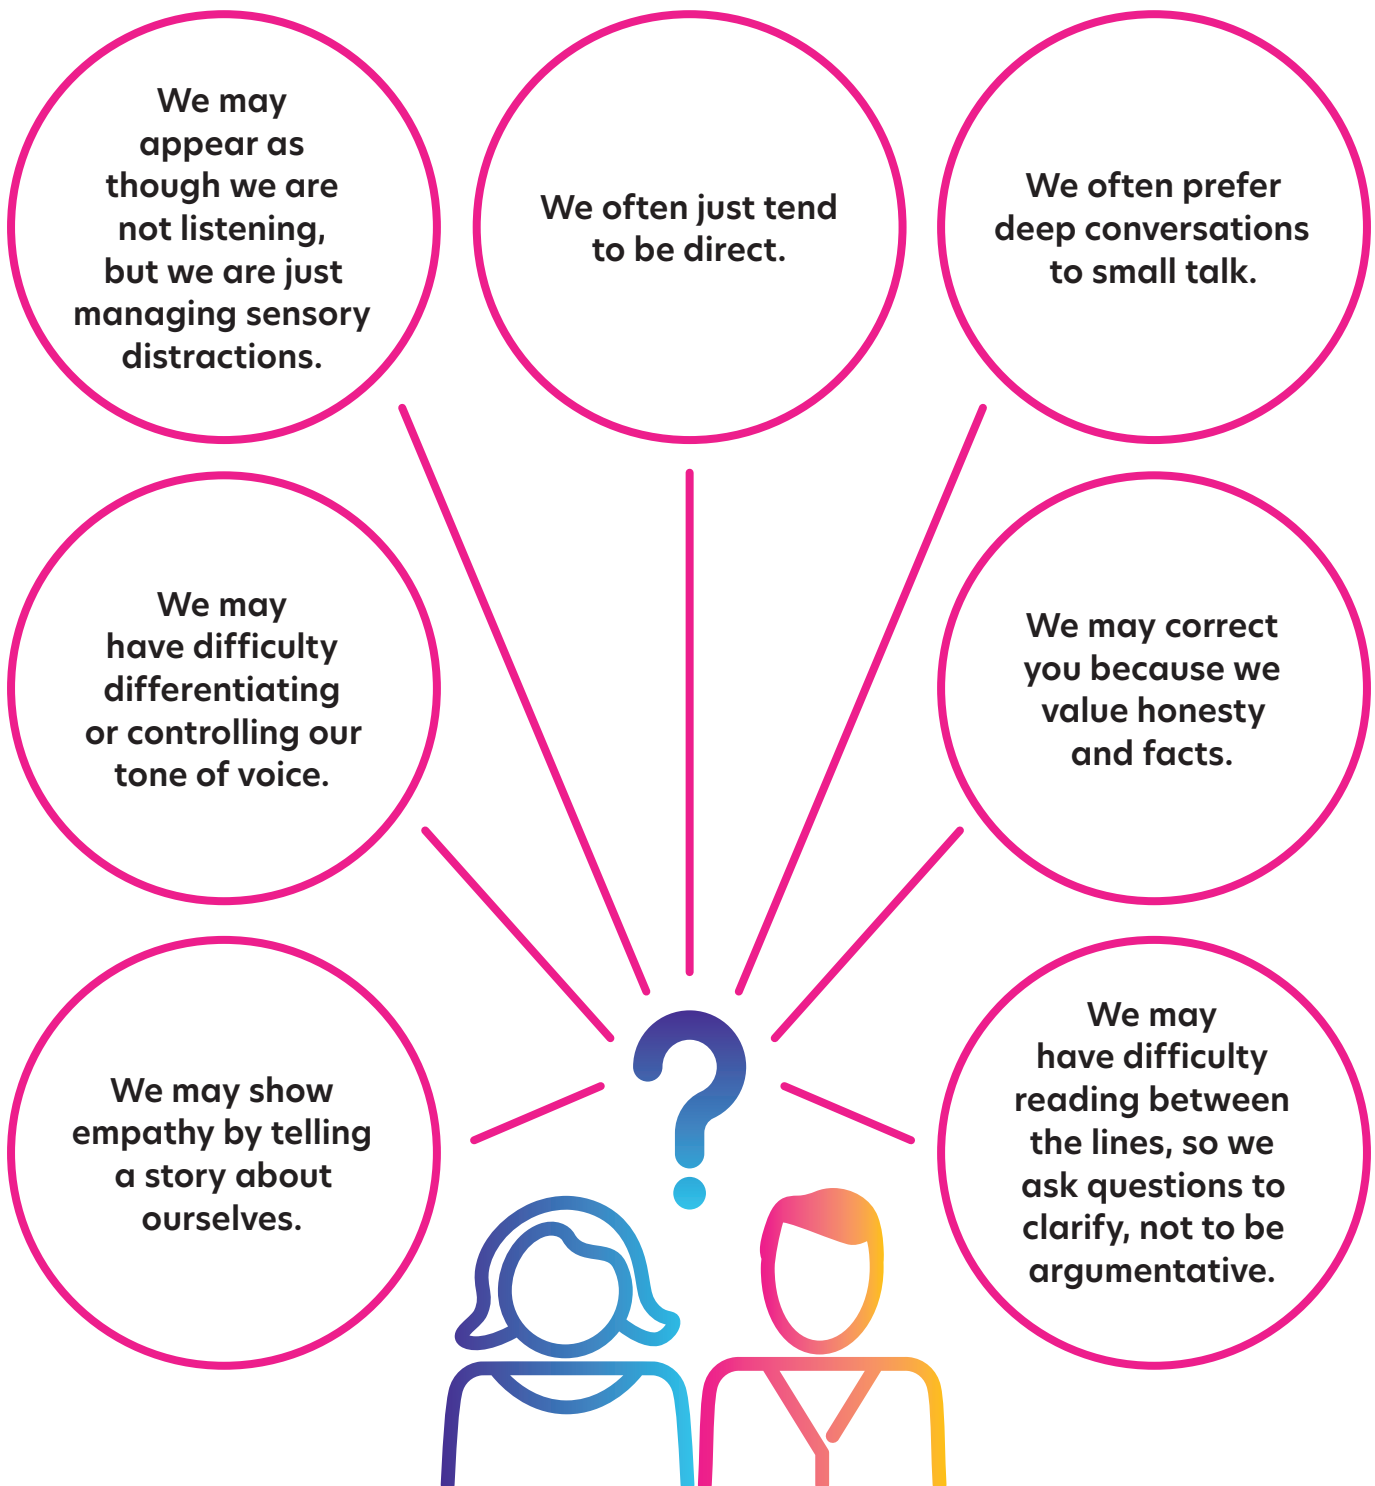 We may
appear as
though we are
not listening,
but we are just
managing sensory
distractions.
We often just tend
to be direct.
We often prefer
deep conversations
to small talk.
We may
have difficulty
differentiating
or controlling our
tone of voice.
We may correct
you because we
value honesty
and facts.
We may show
empathy by telling
a story about
ourselves.
We may
have difficulty
reading between
the lines, so we
ask questions to
clarify, not to be
argumentative.
?